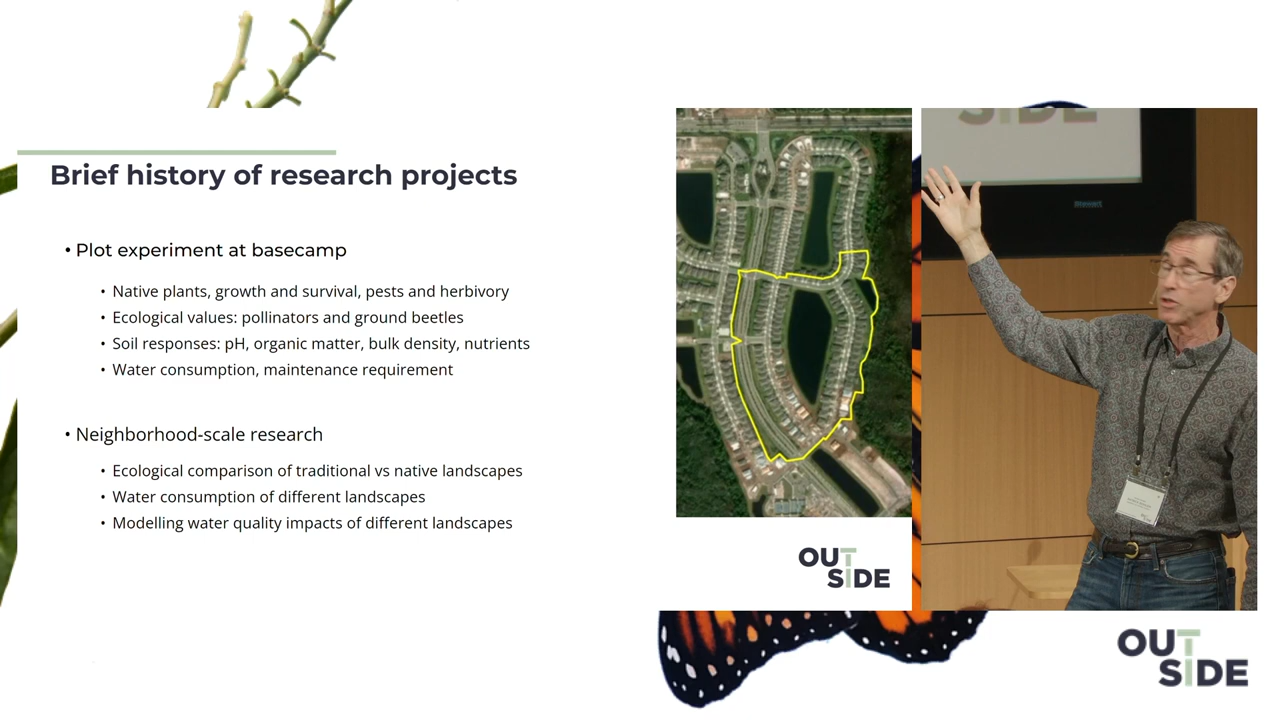 Brief history of research projects
• Plot experiment at basecamp
• Native plants, growth and survival, pests and herbivory
• Ecological values: pollinators and ground beetles
• Soil responses: pH, organic matter, bulk density, nutrients
• Water consumption, maintenance requirement
• Neighborhood-scale research
• Ecological comparison of traditional vs native landscapes
• Water consumption of different landscapes
• Modelling water quality impacts of different landscapes
OUT
SIDE
SIDE
Stewart
OUT
SIDE